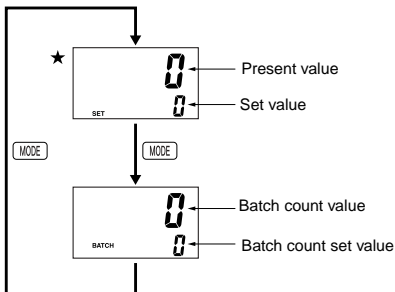 ★
0
Present value
SET
0
Set value
MODE
MODE
0
Batch count value
BATCH
0
Batch count set value